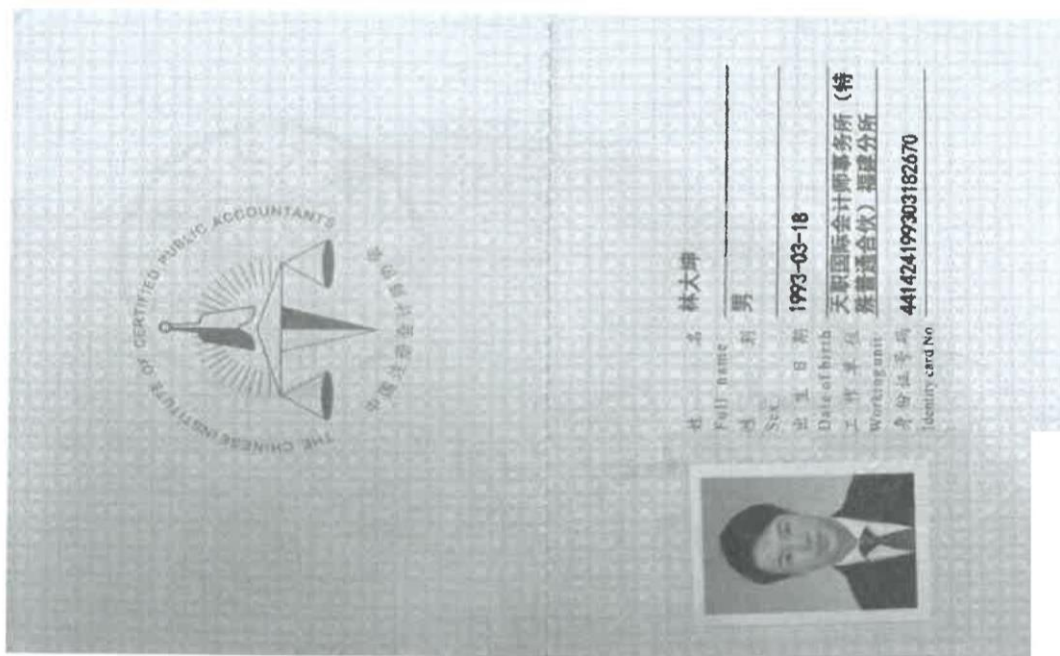 THE CHINESE INSTITUTE OF CERTIFIED PUBLIC ACCOUNTANTS
中国注册会计师协会
姓 名 林大坤
Full name
性 别 男
Sex
出 生 日 期 1993-03-18
Date of birth
工 作 单 位 天职国际会计师事务所（特
Working unit 殊普通合伙）福建分所
身 份 证 号 码 441424199303182670
Identity card No